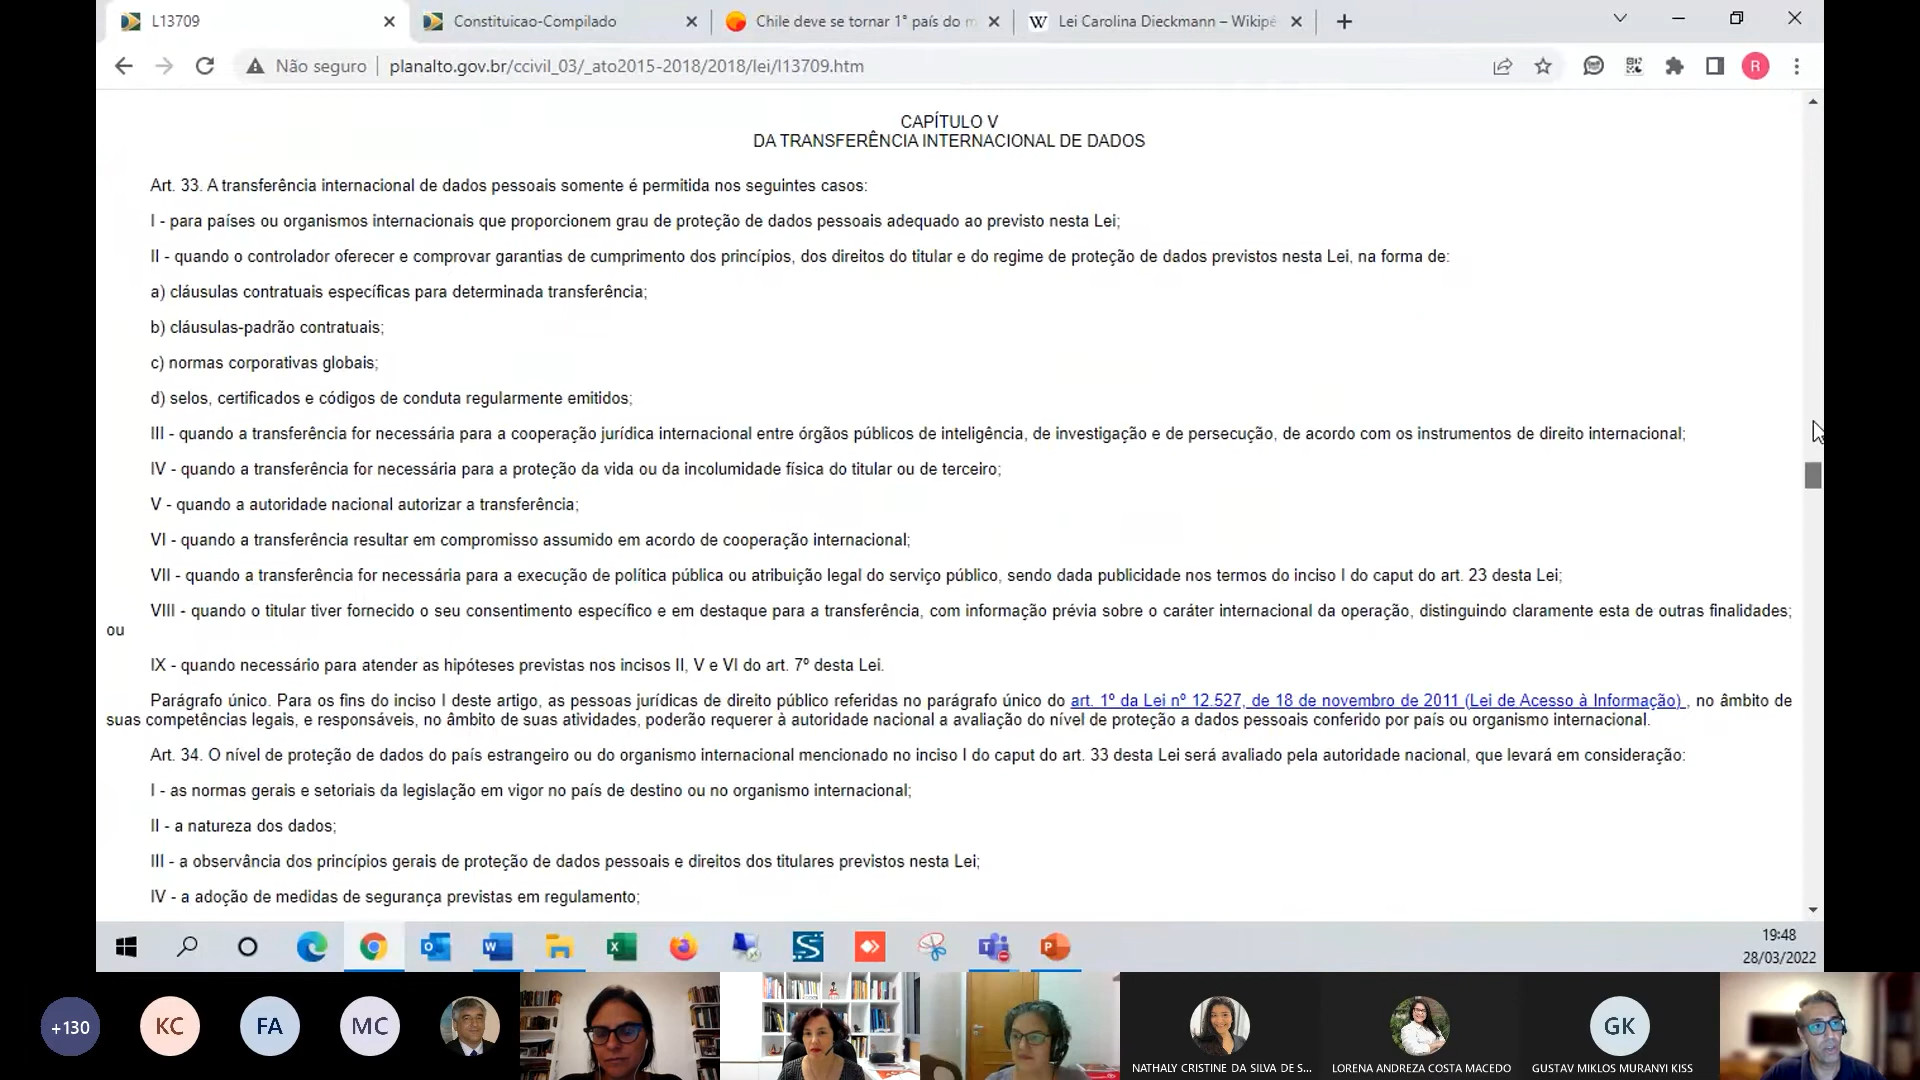 L13709
Constituicao-Compilado
Chile deve se tornar 1° país do m
Lei Carolina Dieckmann – Wikipé
Não seguro
planalto.gov.br/ccivil_03/_ato2015-2018/2018/lei/l13709.htm
R
CAPÍTULO V
DA TRANSFERÊNCIA INTERNACIONAL DE DADOS
Art. 33. A transferência internacional de dados pessoais somente é permitida nos seguintes casos:
I - para países ou organismos internacionais que proporcionem grau de proteção de dados pessoais adequado ao previsto nesta Lei;
II - quando o controlador oferecer e comprovar garantias de cumprimento dos princípios, dos direitos do titular e do regime de proteção de dados previstos nesta Lei, na forma de:
a) cláusulas contratuais específicas para determinada transferência;
b) cláusulas-padrão contratuais;
c) normas corporativas globais;
d) selos, certificados e códigos de conduta regularmente emitidos;
III - quando a transferência for necessária para a cooperação jurídica internacional entre órgãos públicos de inteligência, de investigação e de persecução, de acordo com os instrumentos de direito internacional;
IV - quando a transferência for necessária para a proteção da vida ou da incolumidade física do titular ou de terceiro;
V - quando a autoridade nacional autorizar a transferência;
VI - quando a transferência resultar em compromisso assumido em acordo de cooperação internacional;
VII - quando a transferência for necessária para a execução de política pública ou atribuição legal do serviço público, sendo dada publicidade nos termos do inciso I do caput do art. 23 desta Lei;
VIII - quando o titular tiver fornecido o seu consentimento específico e em destaque para a transferência, com informação prévia sobre o caráter internacional da operação, distinguindo claramente esta de outras finalidades;
ou
IX - quando necessário para atender as hipóteses previstas nos incisos II, V e VI do art. 7º desta Lei.
Parágrafo único. Para os fins do inciso I deste artigo, as pessoas jurídicas de direito público referidas no parágrafo único do art. 1º da Lei nº 12.527, de 18 de novembro de 2011 (Lei de Acesso à Informação) , no âmbito de
suas competências legais, e responsáveis, no âmbito de suas atividades, poderão requerer à autoridade nacional a avaliação do nível de proteção a dados pessoais conferido por país ou organismo internacional.
Art. 34. O nível de proteção de dados do país estrangeiro ou do organismo internacional mencionado no inciso I do caput do art. 33 desta Lei será avaliado pela autoridade nacional, que levará em consideração:
I - as normas gerais e setoriais da legislação em vigor no país de destino ou no organismo internacional;
II - a natureza dos dados;
III - a observância dos princípios gerais de proteção de dados pessoais e direitos dos titulares previstos nesta Lei;
IV - a adoção de medidas de segurança previstas em regulamento;
19:48
28/03/2022
+130
KC
FA
MC
GK
NATHALY CRISTINE DA SILVA DE S...
LORENA ANDREZA COSTA MACEDO
GUSTAV MIKLOS MURANYI KISS